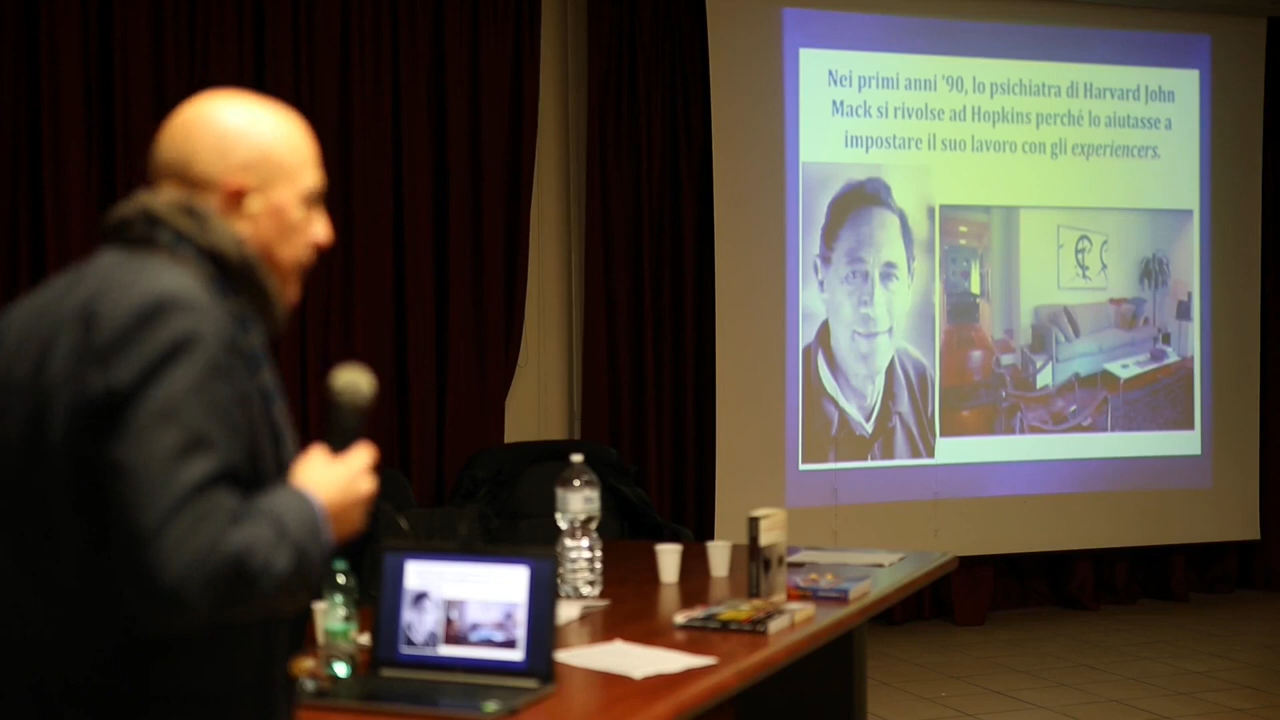 Nei primi anni '90, lo psichiatra di Harvard John
Mack si rivolse ad Hopkins perché lo aiutasse a
impostare il suo lavoro con gli experiencers.